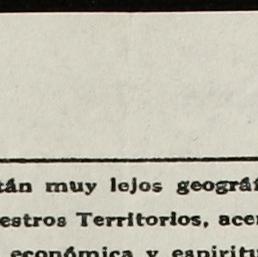 tán muy lejos geográf
estros Territorios, acer
económica y espiritu